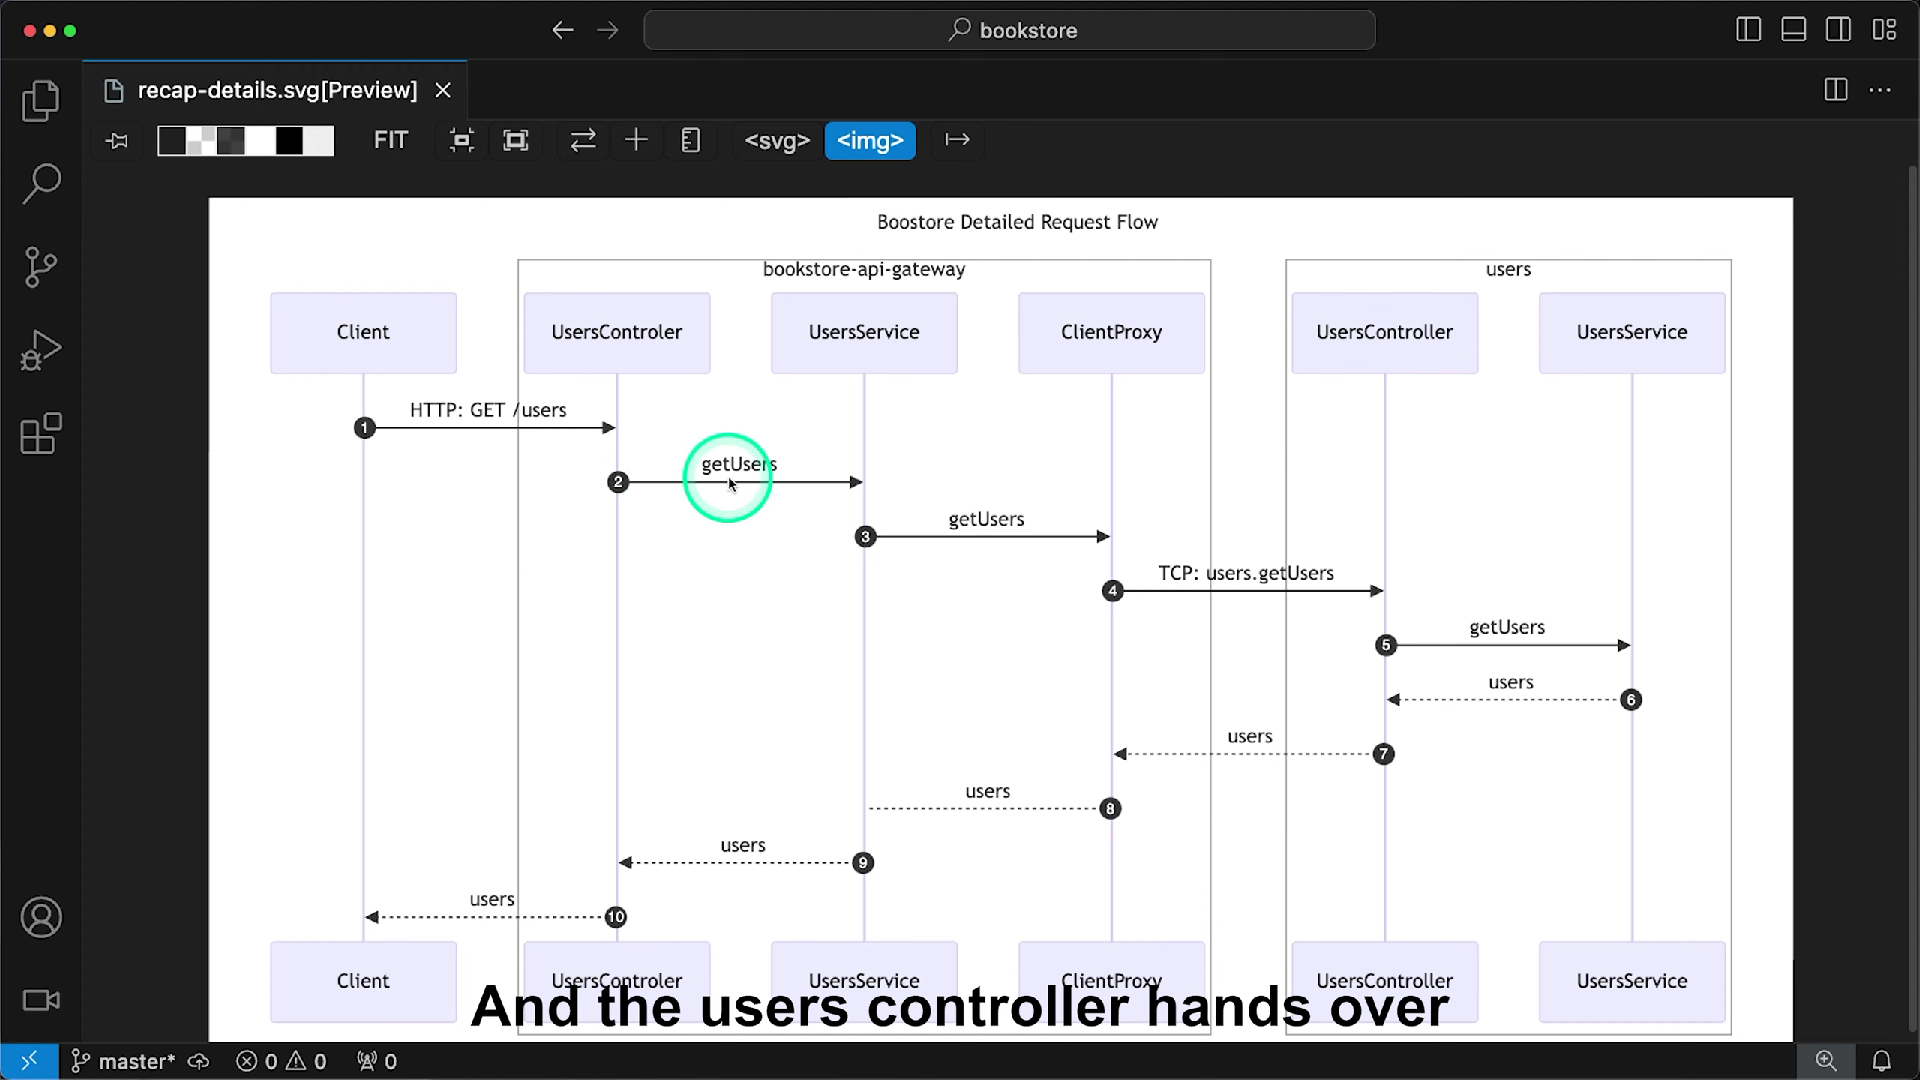 bookstore
recap-details.svg[Preview]
FIT
<svg>
<img>
Boostore Detailed Request Flow
bookstore-api-gateway
users
Client
UsersControler
UsersService
ClientProxy
UsersController
UsersService
HTTP: GET /users
1
getUsers
2
getUsers
3
TCP: users.getUsers
4
getUsers
5
users
6
users
7
users
8
users
9
users
10
Client
UsersControler
UsersService
ClientProxy
UsersController
UsersService
And the users controller hands over
master*
0
0
0